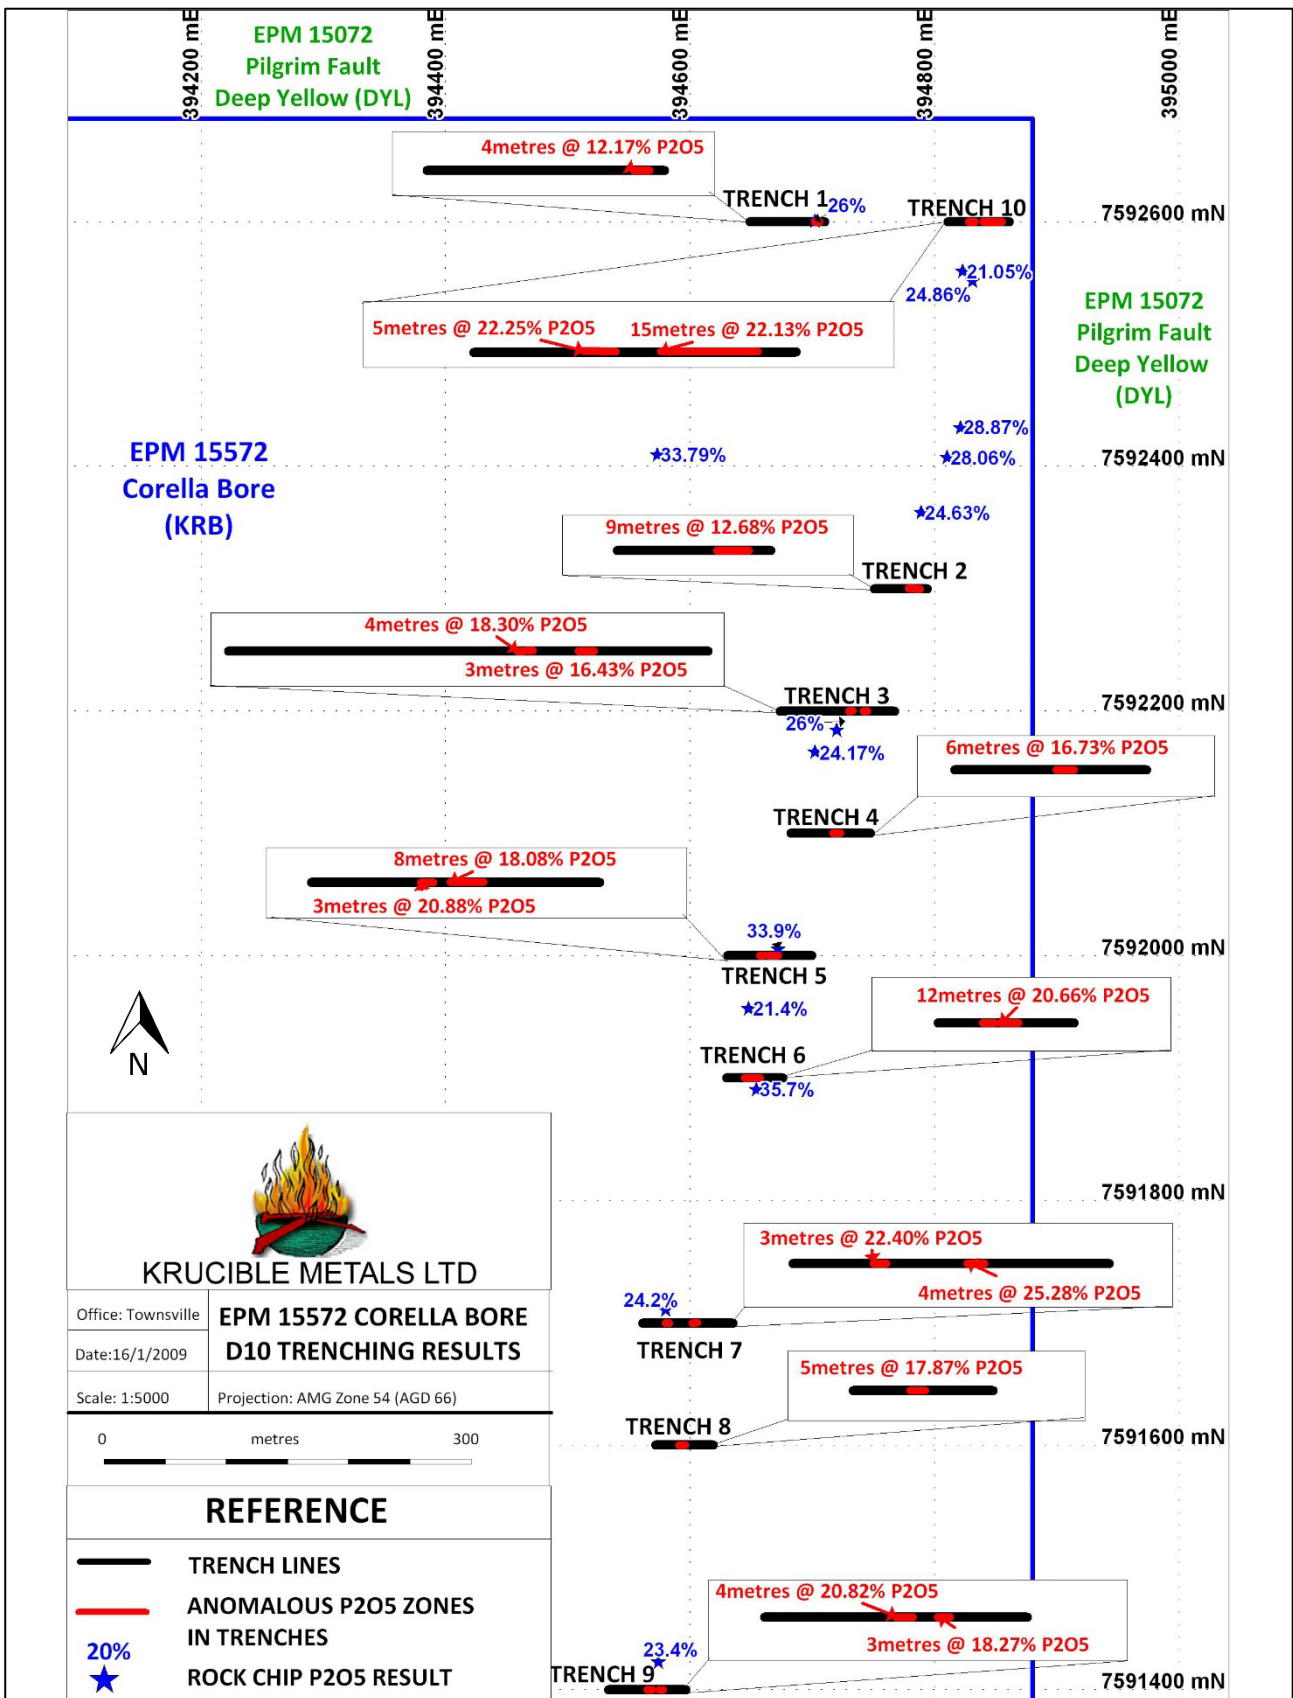 394200 mE
394400 mE
394600 mE
394800 mE
395000 mE
EPM 15072
Pilgrim Fault
Deep Yellow (DYL)
4metres @ 12.17% P2O5
TRENCH 1
26%
TRENCH 10
7592600 mN
21.05%
24.86%
5metres @ 22.25% P2O5
15metres @ 22.13% P2O5
EPM 15072
Pilgrim Fault
Deep Yellow
(DYL)
28.87%
33.79%
28.06%
7592400 mN
EPM 15572
Corella Bore
(KRB)
24.63%
9metres @ 12.68% P2O5
TRENCH 2
4metres @ 18.30% P2O5
3metres @ 16.43% P2O5
TRENCH 3
7592200 mN
26%
24.17%
6metres @ 16.73% P2O5
TRENCH 4
8metres @ 18.08% P2O5
3metres @ 20.88% P2O5
33.9%
7592000 mN
TRENCH 5
21.4%
12metres @ 20.66% P2O5
N
TRENCH 6
35.7%
7591800 mN
3metres @ 22.40% P2O5
4metres @ 25.28% P2O5
24.2%
TRENCH 7
5metres @ 17.87% P2O5
TRENCH 8
7591600 mN
4metres @ 20.82% P2O5
3metres @ 18.27% P2O5
23.4%
TRENCH 9
7591400 mN
KRUCIBLE METALS LTD
Office: Townsville
EPM 15572 CORELLA BORE
D10 TRENCHING RESULTS
Date:16/1/2009
Scale: 1:5000
Projection: AMG Zone 54 (AGD 66)
0 metres 300
REFERENCE
TRENCH LINES
ANOMALOUS P2O5 ZONES
IN TRENCHES
20%
ROCK CHIP P2O5 RESULT